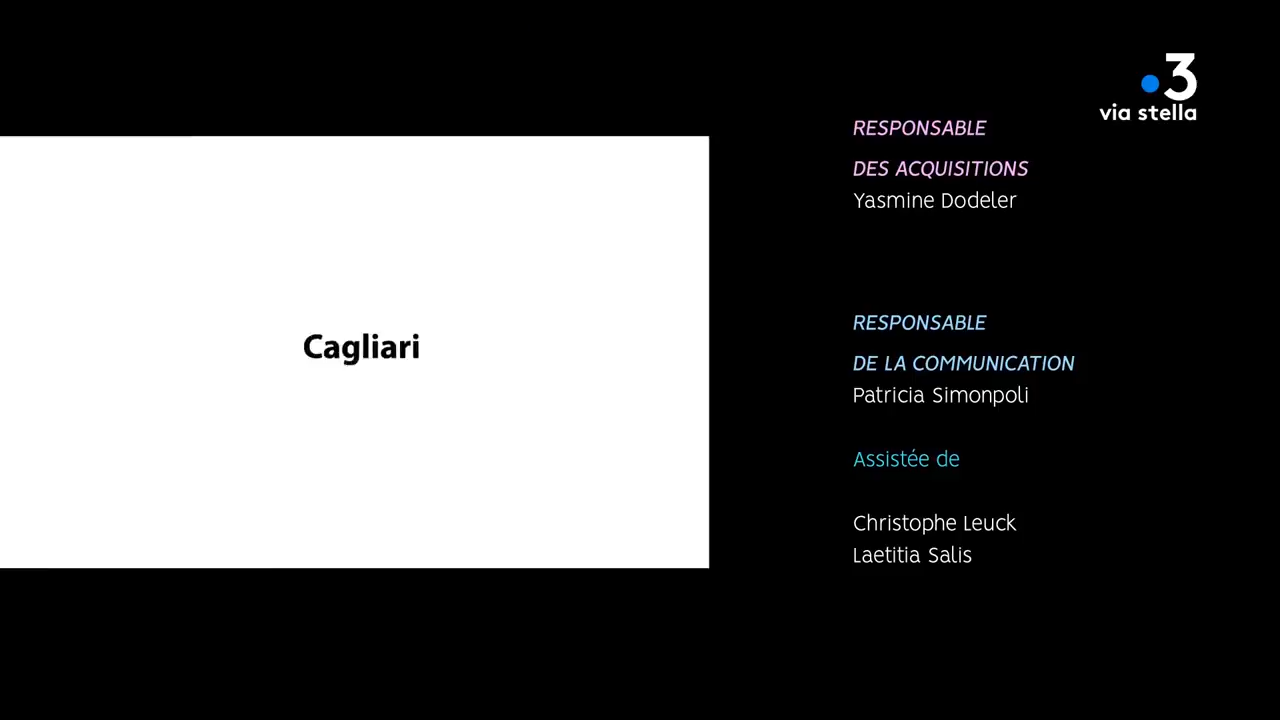 3
via stella
RESPONSABLE
DES ACQUISITIONS
Yasmine Dodeler
Cagliari
RESPONSABLE
DE LA COMMUNICATION
Patricia Simonpoli
Assistée de
Christophe Leuck
Laetitia Salis